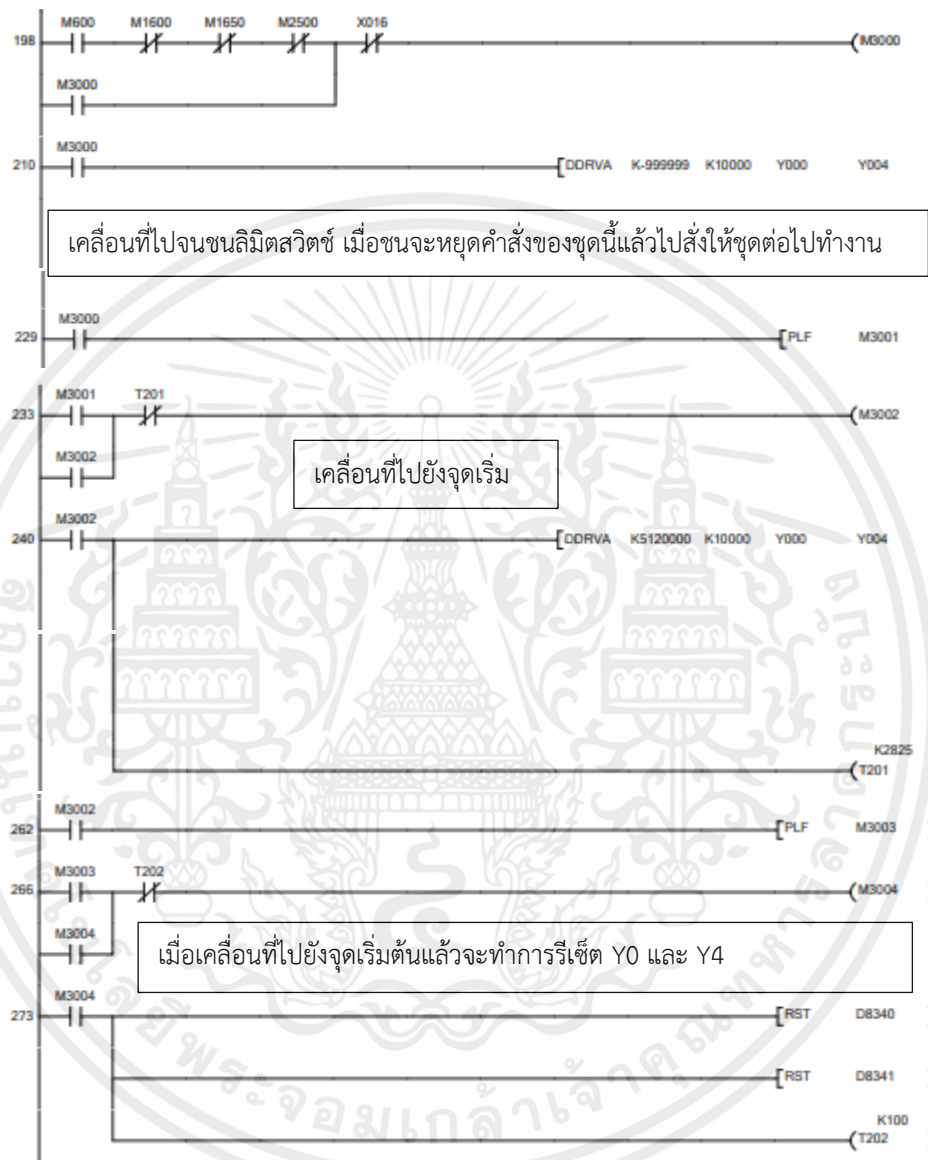 M600 M1600 M1650 M2500 X016
198 (M3000
M3000
M3000
210 [DDRVA K-999999 K10000 Y000 Y004
เคลื่อนที่ไปจนชนลิมิตสวิตช์ เมื่อชนจะหยุดคำสั่งของชุดนี้แล้วไปสั่งให้ชุดต่อไปทำงาน
M3000
229 [PLF M3001
M3001 T201
233 (M3002
M3002
เคลื่อนที่ไปยังจุดเริ่ม
M3002
240 [DDRVA K5120000 K10000 Y000 Y004
K2825
(T201
M3002
262 [PLF M3003
M3003 T202
266 (M3004
M3004
เมื่อเคลื่อนที่ไปยังจุดเริ่มต้นแล้วจะทำการรีเซ็ต Y0 และ Y4
M3004
273 [RST D8340
[RST D8341
K100
(T202